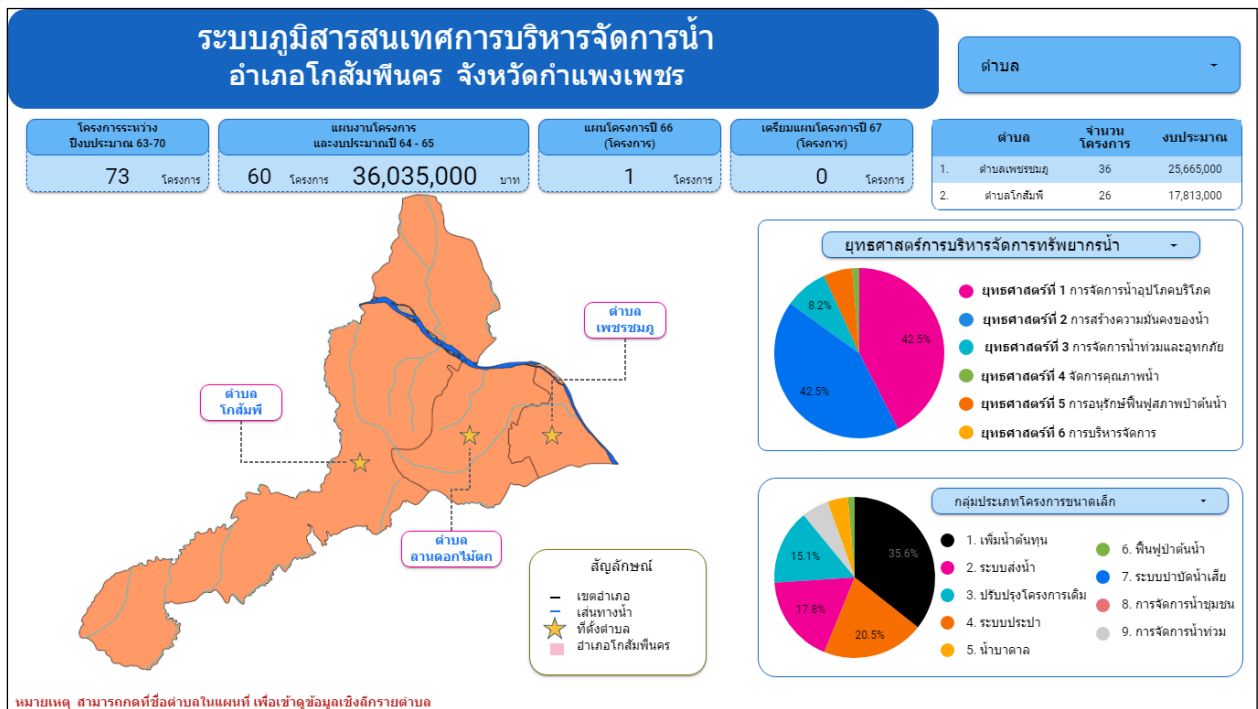 ระบบภูมิสารสนเทศการบริหารจัดการน้ำ
อำเภอโกสัมพีนคร จังหวัดกำแพงเพชร
ตำบล
โครงการระหว่าง
ปีงบประมาณ 63-70
73 โครงการ
แผนงานโครงการ
และงบประมาณปี 64 - 65
60 โครงการ 36,035,000 บาท
แผนโครงการปี 66
(โครงการ)
1 โครงการ
เตรียมแผนโครงการปี 67
(โครงการ)
0 โครงการ
ตำบล จำนวนโครงการ งบประมาณ
1. ตำบลเพชรชมภู 36 25,665,000
2. ตำบลโกสัมพี 26 17,813,000
ตำบล
เพชรชมภู
ตำบล
โกสัมพี
ตำบล
ลานดอกไม้ตก
สัญลักษณ์
เขตอำเภอ
เส้นทางน้ำ
ที่ตั้งตำบล
อำเภอโกสัมพีนคร
ยุทธศาสตร์การบริหารจัดการทรัพยากรน้ำ
8.2%
42.5%
42.5%
ยุทธศาสตร์ที่ 1 การจัดการน้ำอุปโภคบริโภค
ยุทธศาสตร์ที่ 2 การสร้างความมั่นคงของน้ำ
ยุทธศาสตร์ที่ 3 การจัดการน้ำท่วมและอุทกภัย
ยุทธศาสตร์ที่ 4 จัดการคุณภาพน้ำ
ยุทธศาสตร์ที่ 5 การอนุรักษ์ฟื้นฟูสภาพป่าต้นน้ำ
ยุทธศาสตร์ที่ 6 การบริหารจัดการ
กลุ่มประเภทโครงการขนาดเล็ก
35.6%
15.1%
17.8%
20.5%
1. เพิ่มน้ำต้นทุน
2. ระบบส่งน้ำ
3. ปรับปรุงโครงการเดิม
4. ระบบประปา
5. น้ำบาดาล
6. ฟื้นฟูป่าต้นน้ำ
7. ระบบบำบัดน้ำเสีย
8. การจัดการน้ำชุมชน
9. การจัดการน้ำท่วม
หมายเหตุ สามารถกดที่ชื่อตำบลในแผนที่ เพื่อเข้าดูข้อมูลเชิงลึกรายตำบล